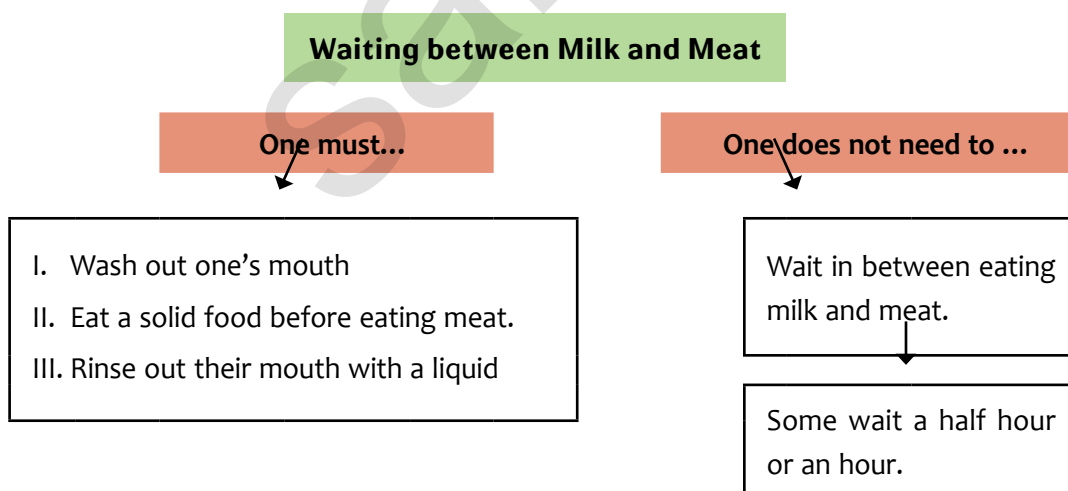 Waiting between Milk and Meat
One must...
I. Wash out one's mouth
II. Eat a solid food before eating meat.
III. Rinse out their mouth with a liquid
One does not need to ...
Wait in between eating
milk and meat.
Some wait a half hour
or an hour.